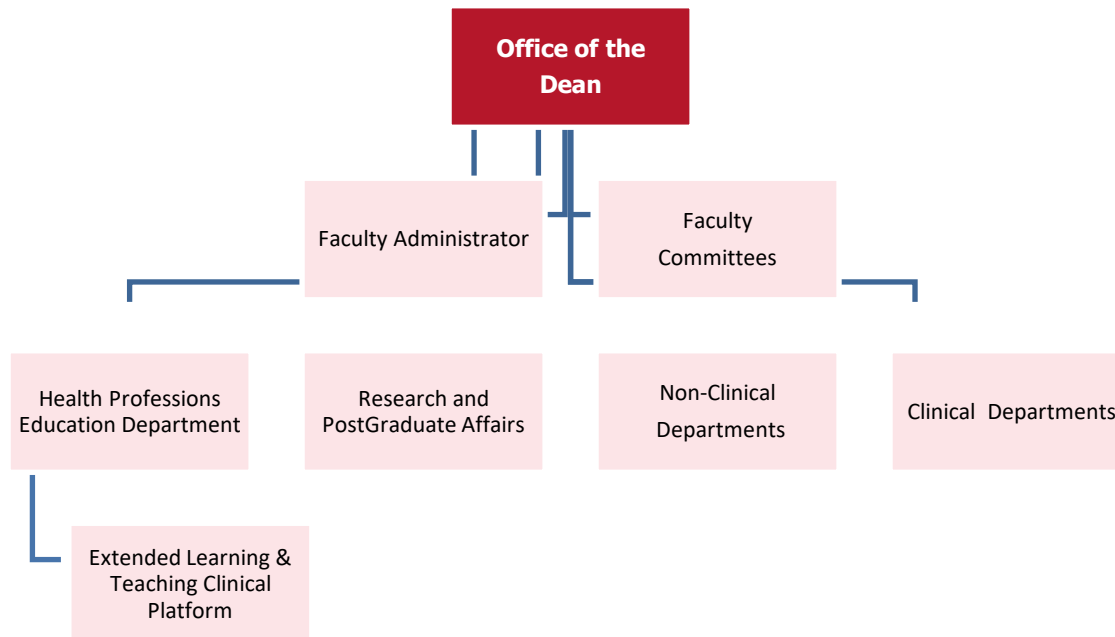 Office of the
Dean
Faculty Administrator
Faculty
Committees
Health Professions
Education Department
Research and
PostGraduate Affairs
Non-Clinical
Departments
Clinical Departments
Extended Learning &
Teaching Clinical
Platform